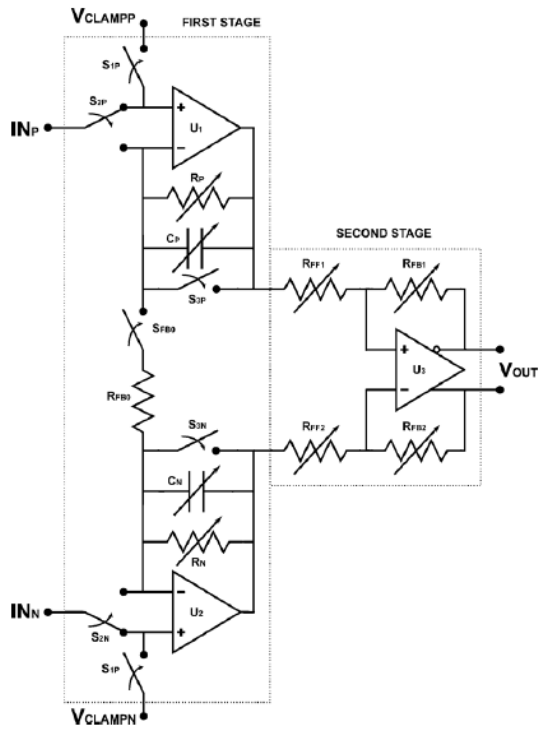 VCLAMPP
FIRST STAGE
S1P
S2P
INP
+
U1
−
RP
CP
SECOND STAGE
S3P
RFF1
RFB1
SFB0
+
U3
−
VOUT
RFB0
S3N
RFF2
RFB2
CN
RN
−
INN
U2
S2N
+
S1P
VCLAMPN